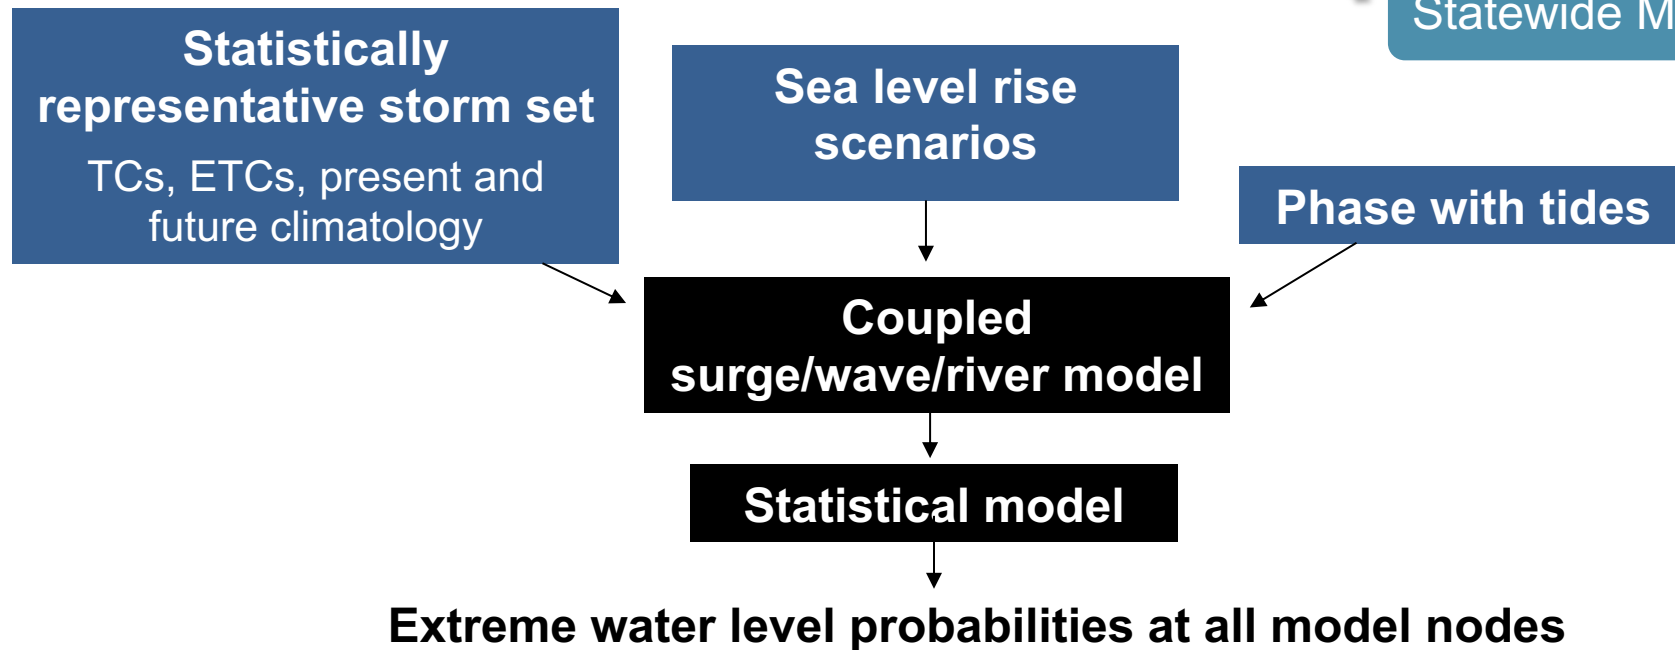 Statewide M
Statistically
representative storm set
TCs, ETCs, present and
future climatology
Sea level rise
scenarios
Phase with tides
Coupled
surge/wave/river model
Statistical model
Extreme water level probabilities at all model nodes